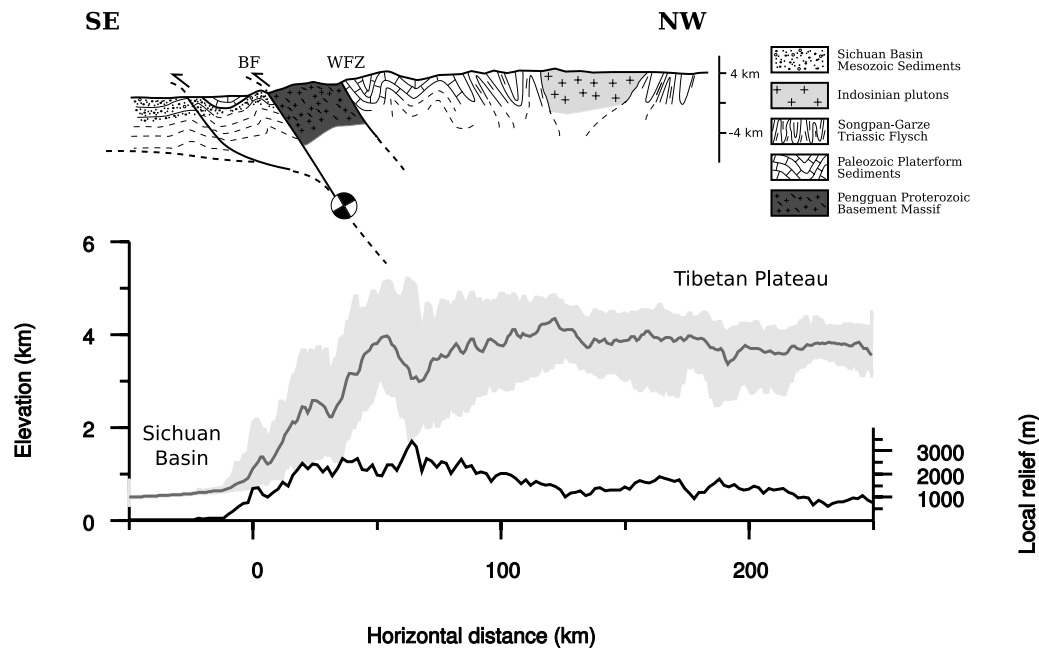 SE
NW
BF
WFZ
4 km
-4 km
Sichuan Basin
Mesozoic Sediments
Indosinian plutons
Songpan-Garze
Triassic Flysch
Paleozoic Platerform
Sediments
Pengguan Proterozoic
Basement Massif
6
4
2
0
Elevation (km)
Tibetan Plateau
Sichuan
Basin
3000
2000
1000
Local relief (m)
0
100
200
Horizontal distance (km)